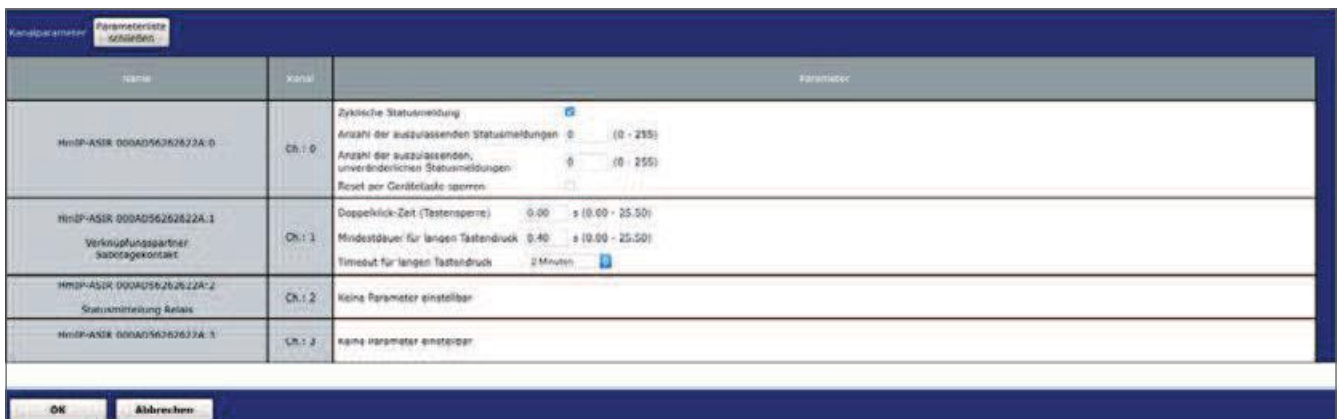 Kanalparameter
Parameterliste
schließen
Name
Kanal
Parameter
HmIP-ASIR 000AD56262622A:0
Ch.: 0
Zyklische Statusmeldung
Anzahl der auszulassenden Statusmeldungen 0 (0 - 255)
Anzahl der auszulassenden,
unveränderlichen Statusmeldungen 0 (0 - 255)
Reset per Gerätetaste sperren
HmIP-ASIR 000AD56262622A:1
Verknüpfungspartner
Sabotagekontakt
Ch.: 1
Doppelklick-Zeit (Tastensperre) 0.00 s (0.00 - 25.50)
Mindestdauer für langen Tastendruck 0.40 s (0.00 - 25.50)
Timeout für langen Tastendruck 2 Minuten
HmIP-ASIR 000AD56262622A:2
Statusmitteilung Relais
Ch.: 2
Keine Parameter einstellbar
HmIP-ASIR 000AD56262622A:3
Ch.: 3
Keine Parameter einstellbar
OK
Abbrechen